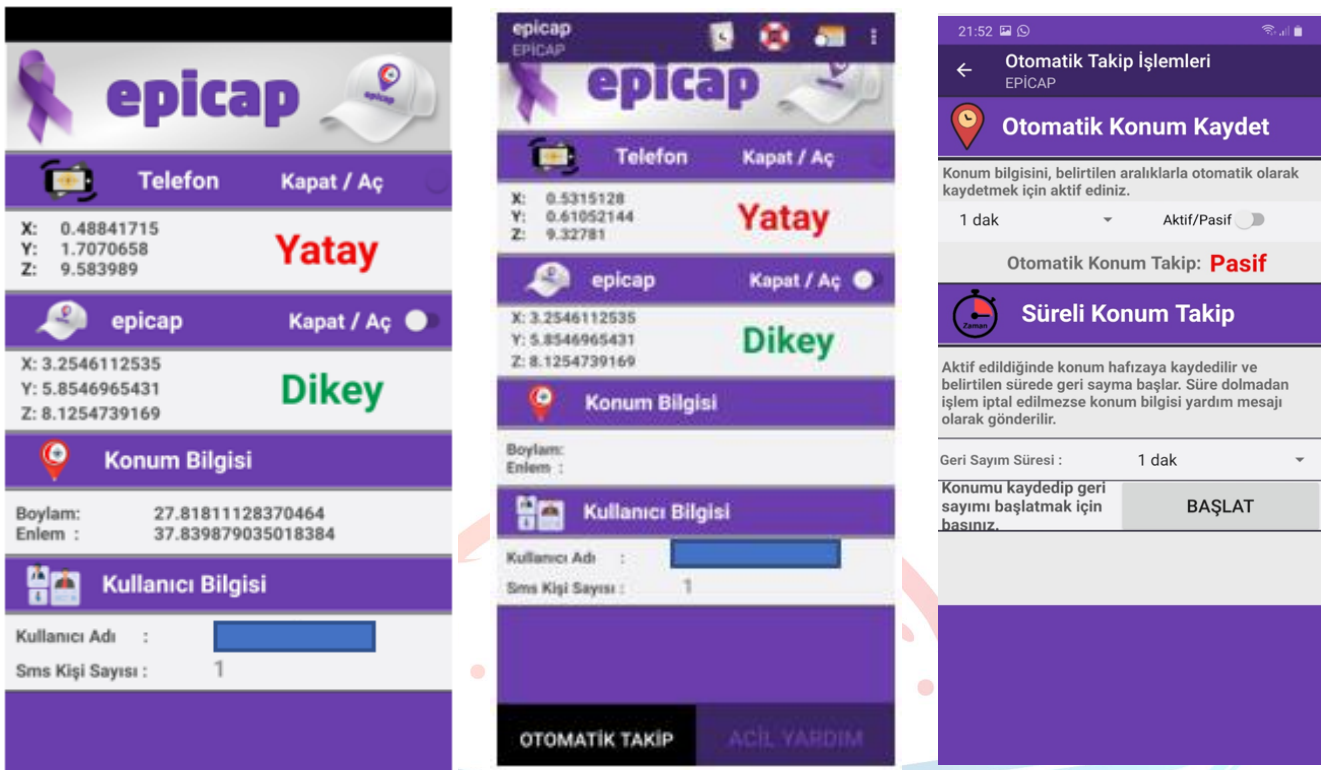 epicap
epicap
Telefon
Kapat / Aç
X: 0.48841715
Y: 1.7070658
Z: 9.583989
Yatay
epicap
Kapat / Aç
X: 3.2546112535
Y: 5.8546965431
Z: 8.1254739169
Dikey
Konum Bilgisi
Boylam: 27.81811128370464
Enlem : 37.839879035018384
Kullanıcı Bilgisi
Kullanıcı Adı :
Sms Kişi Sayısı : 1
epicap
EPİCAP
epicap
Telefon
Kapat / Aç
X: 0.5315128
Y: 0.61052144
Z: 9.32781
Yatay
epicap
Kapat / Aç
X: 3.2546112535
Y: 5.8546965431
Z: 8.1254739169
Dikey
Konum Bilgisi
Boylam:
Enlem :
Kullanıcı Bilgisi
Kullanıcı Adı :
Sms Kişi Sayısı : 1
OTOMATİK TAKİP
ACİL YARDIM
21:52
Otomatik Takip İşlemleri
EPİCAP
Otomatik Konum Kaydet
Konum bilgisini, belirtilen aralıklarla otomatik olarak
kaydetmek için aktif ediniz.
1 dak
Aktif/Pasif
Otomatik Konum Takip: Pasif
Zaman
Süreli Konum Takip
Aktif edildiğinde konum hafızaya kaydedilir ve
belirtilen sürede geri sayma başlar. Süre dolmadan
işlem iptal edilmezse konum bilgisi yardım mesajı
olarak gönderilir.
Geri Sayım Süresi : 1 dak
Konumu kaydedip geri
sayımı başlatmak için
basınız.
BAŞLAT